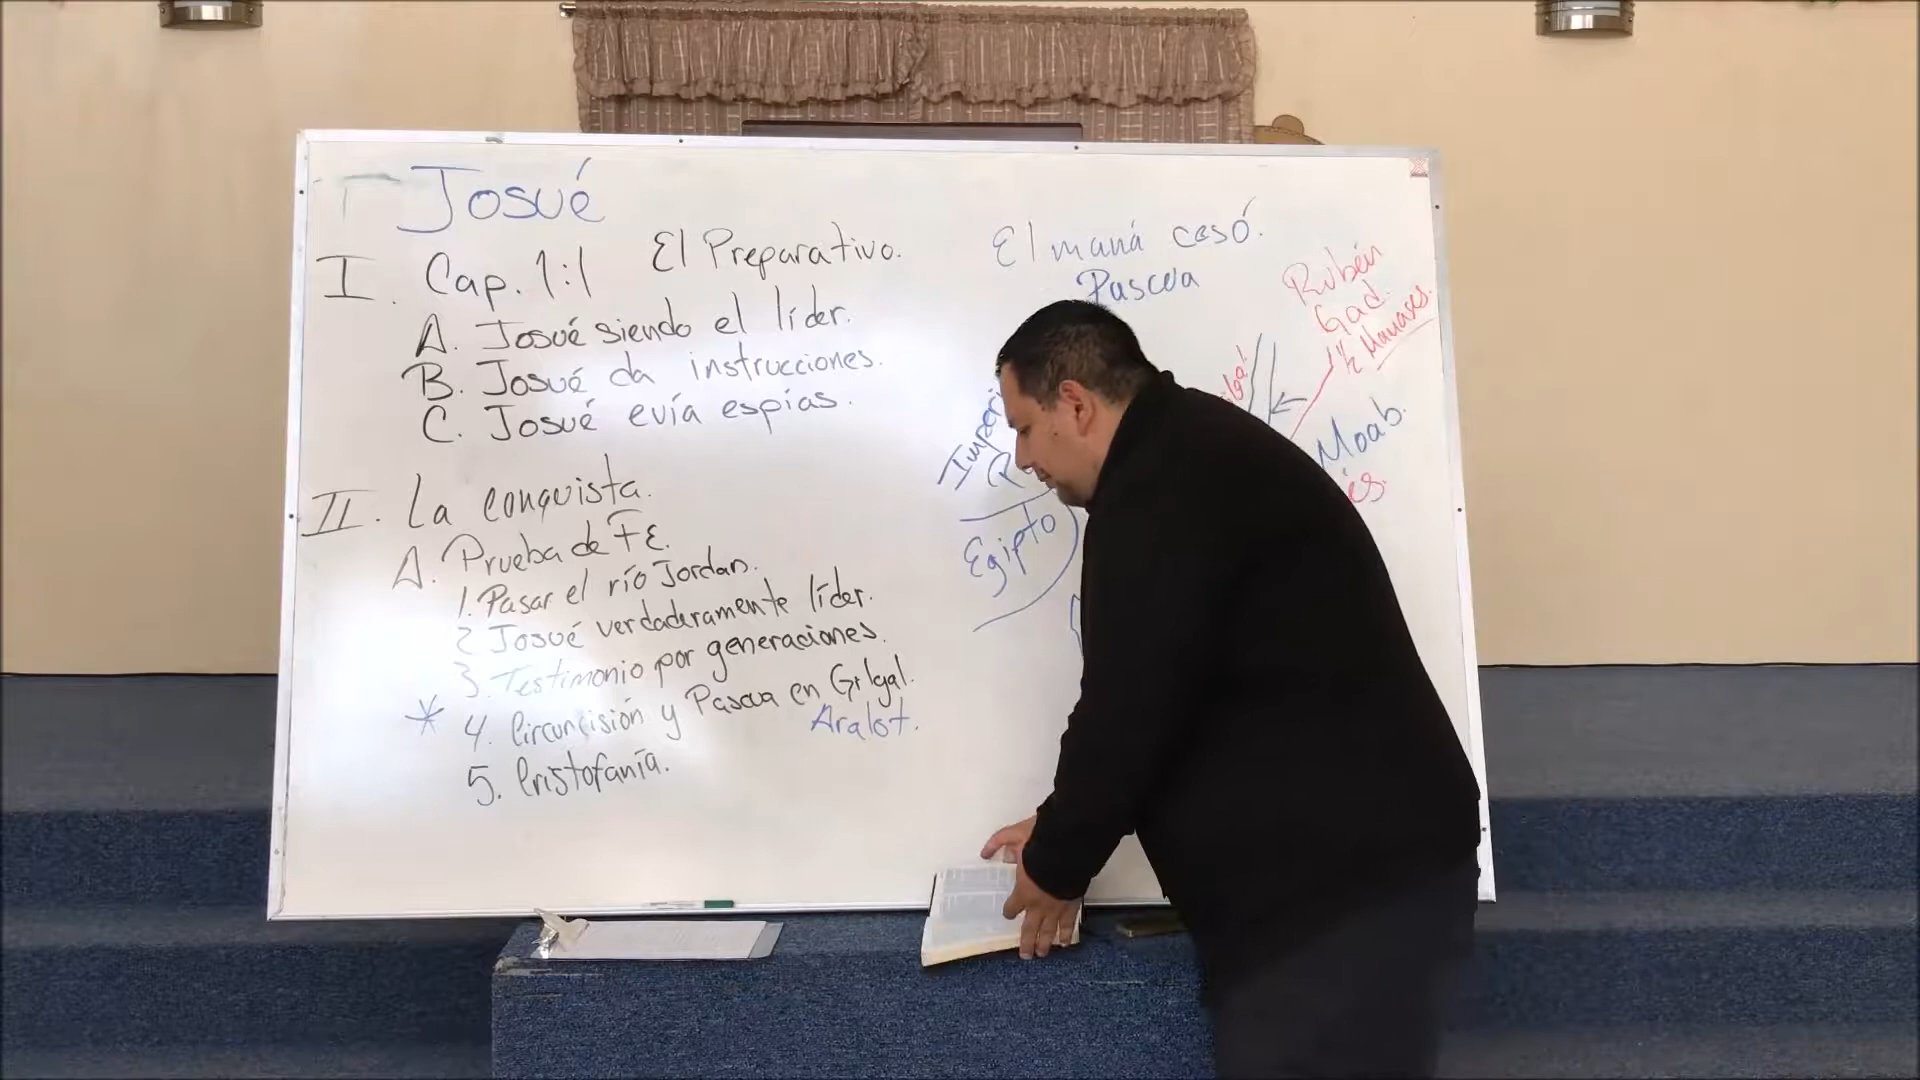 Josué
I. Cap. 1:1 El Preparativo.
A. Josué siendo el líder.
B. Josué da instrucciones.
C. Josué evía espías.
II. La conquista.
A. Prueba de FE.
1. Pasar el río Jordan.
2 Josué verdaderamente líder.
3. Testimonio por generaciones.
* 4. Circuncisión y Pascua en Gilgal.
Aralot.
5. Cristofanía.
El maná cesó.
Pascua
Rubén
Gad.
½ Manases.
Moab.
Egipto